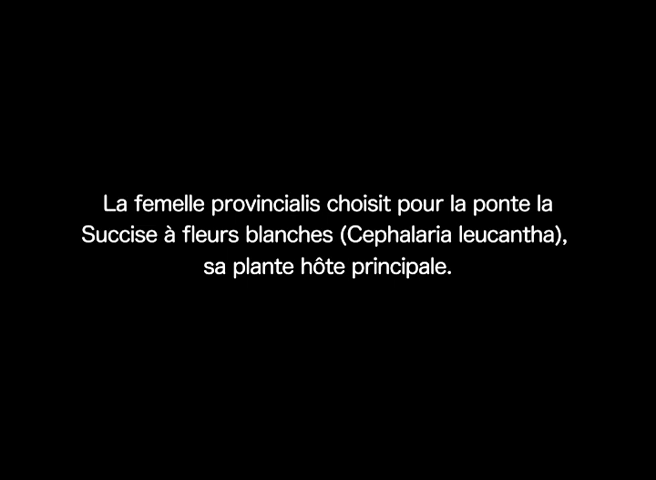 La femelle provincialis choisit pour la ponte la
Succise à fleurs blanches (Cephalaria leucantha),
sa plante hôte principale.